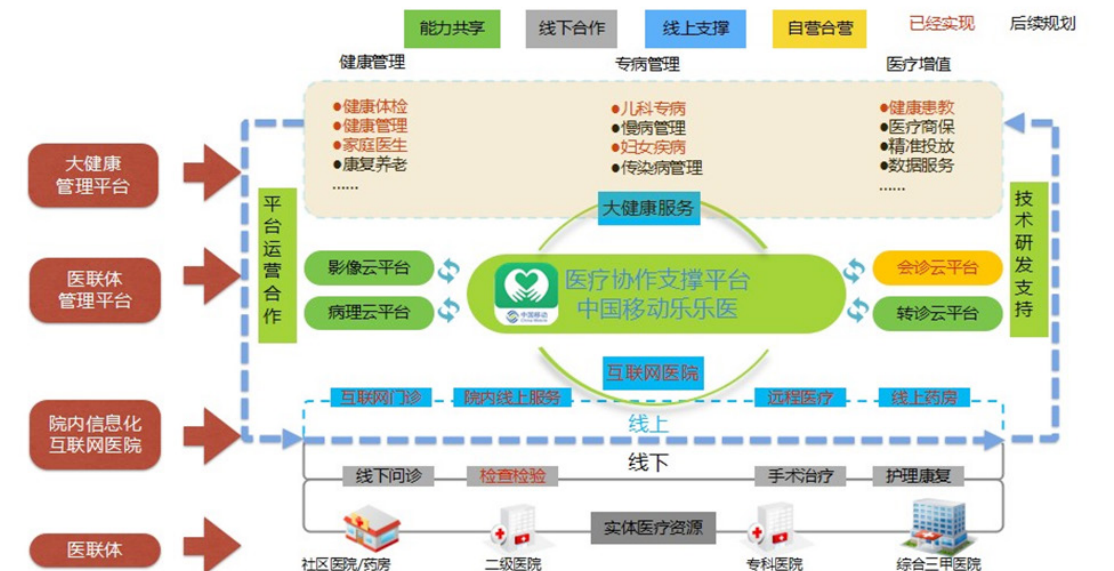 能力共享 线下合作 线上支撑 自营合营 已经实现 后续规划
健康管理 专病管理 医疗增值
●健康体检 ●儿科专病 ●健康患教
●健康管理 ●慢病管理 ●医疗商保
●家庭医生 ●妇女疾病 ●精准投放
●康复养老 ●传染病管理 ●数据服务
...... ......
大健康
管理平台
大健康服务
平台运营合作
技术研发支持
医联体
管理平台
影像云平台
病理云平台
中国移动
China Mobile
医疗协作支撑平台
中国移动乐乐医
会诊云平台
转诊云平台
互联网医院
院内信息化
互联网医院
互联网门诊 院内线上服务 远程医疗 线上药房
线上
线下
线下问诊 检查检验 手术治疗 护理康复
医联体
实体医疗资源
社区医院/药房 二级医院 专科医院 综合三甲医院